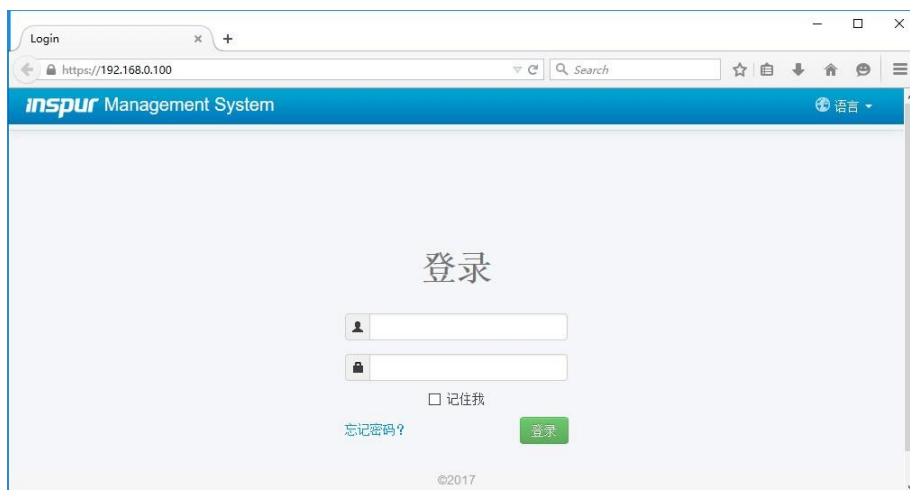 Login
https://192.168.0.100
Search
inspur Management System
语言
登录
记住我
忘记密码？
登录
©2017